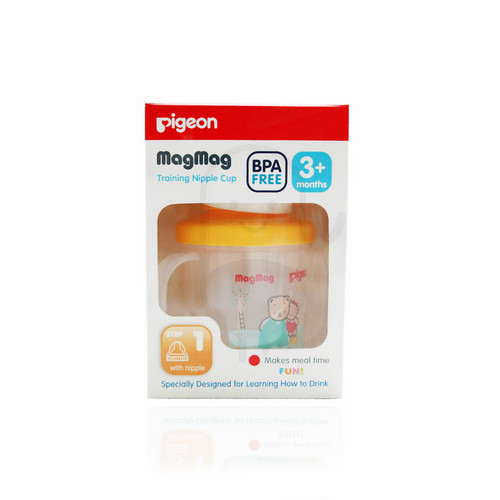 pigeon
MagMag
Training Nipple Cup
BPA
FREE
3+
months
MagMag
pigeon
STEP 1
with nipple
Makes meal time
FUN!
Specially Designed for Learning How to Drink